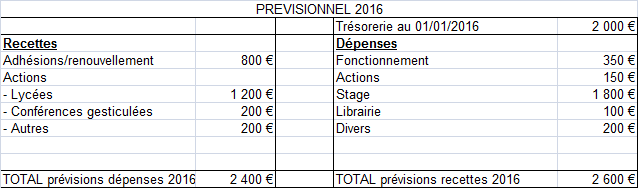 PREVISIONNEL 2016
Trésorerie au 01/01/2016 2 000 €
Recettes Dépenses
Adhésions/renouvellement 800 € Fonctionnement 350 €
Actions Actions 150 €
- Lycées 1 200 € Stage 1 800 €
- Conférences gesticulées 200 € Librairie 100 €
- Autres 200 € Divers 200 €
TOTAL prévisions dépenses 2016 2 400 € TOTAL prévisions recettes 2016 2 600 €